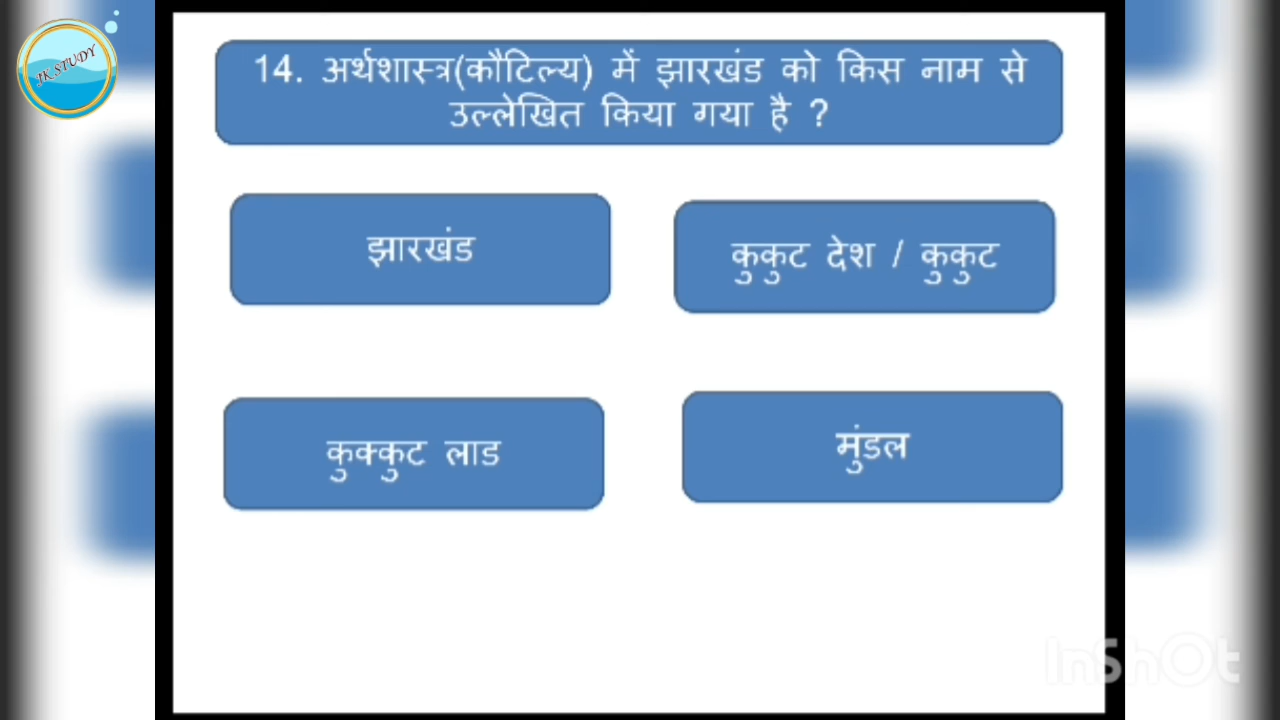 JK STUDY
14. अर्थशास्त्र(कौटिल्य) में झारखंड को किस नाम से
उल्लेखित किया गया है ?
झारखंड
कुकुट देश / कुकुट
कुक्कुट लाड
मुंडल
InShOt